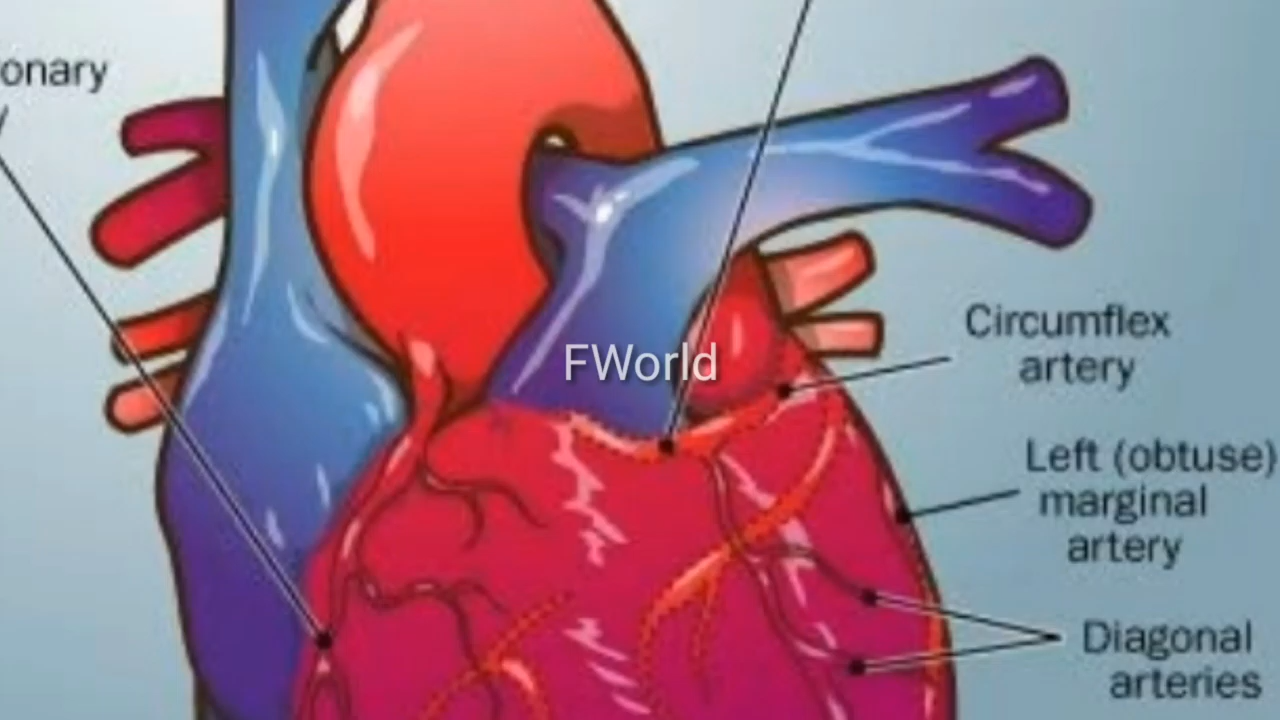 onary
FWorld
Circumflex
artery
Left (obtuse)
marginal
artery
Diagonal
arteries